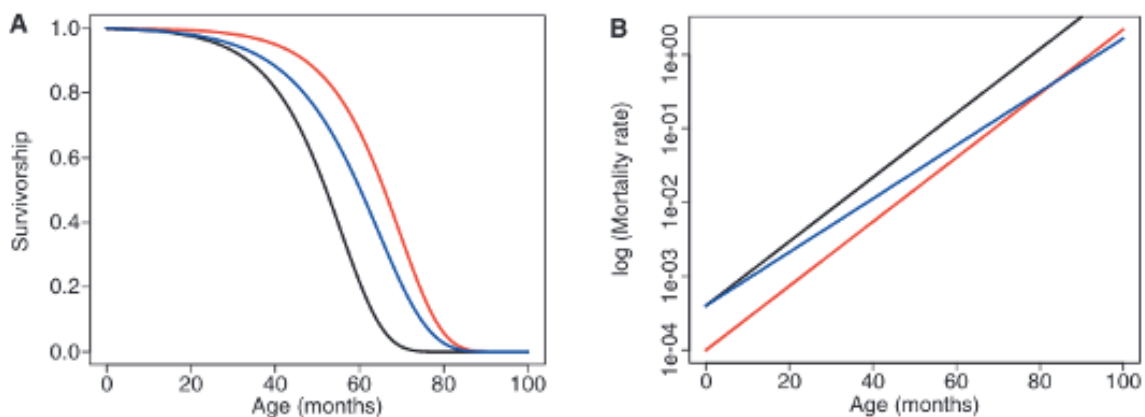 A
Survivorship
1.0
0.8
0.6
0.4
0.2
0.0
0 20 40 60 80 100
Age (months)
B
log (Mortality rate)
1e+00
1e-01
1e-02
1e-03
1e-04
0 20 40 60 80 100
Age (months)